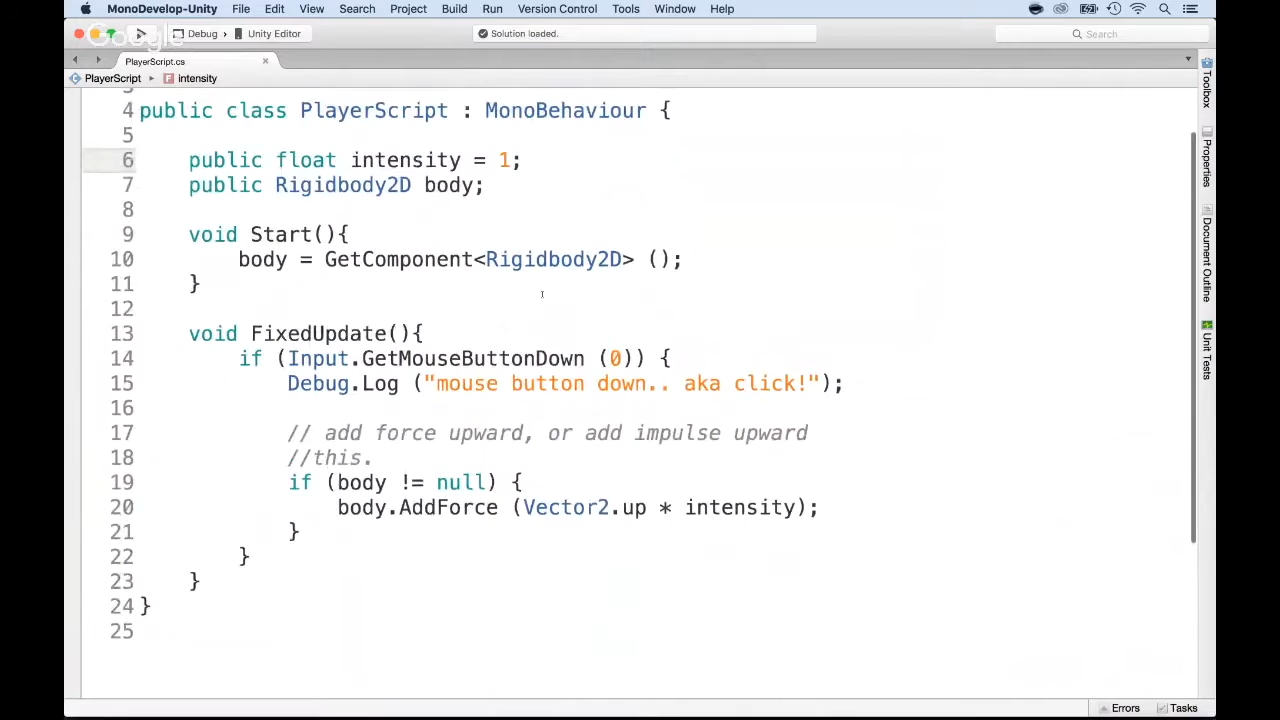 MonoDevelop-Unity File Edit View Search Project Build Run Version Control Tools Window Help
Google
Debug › Unity Editor
Solution loaded.
Search
PlayerScript.cs
PlayerScript ▸ intensity
3
4 public class PlayerScript : MonoBehaviour {
5
6 public float intensity = 1;
7 public Rigidbody2D body;
8
9 void Start(){
10 body = GetComponent<Rigidbody2D> ();
11 }
12
13 void FixedUpdate(){
14 if (Input.GetMouseButtonDown (0)) {
15 Debug.Log ("mouse button down.. aka click!");
16
17 // add force upward, or add impulse upward
18 //this.
19 if (body != null) {
20 body.AddForce (Vector2.up * intensity);
21 }
22 }
23 }
24 }
25
Toolbox
Properties
Document Outline
Unit Tests
Errors Tasks